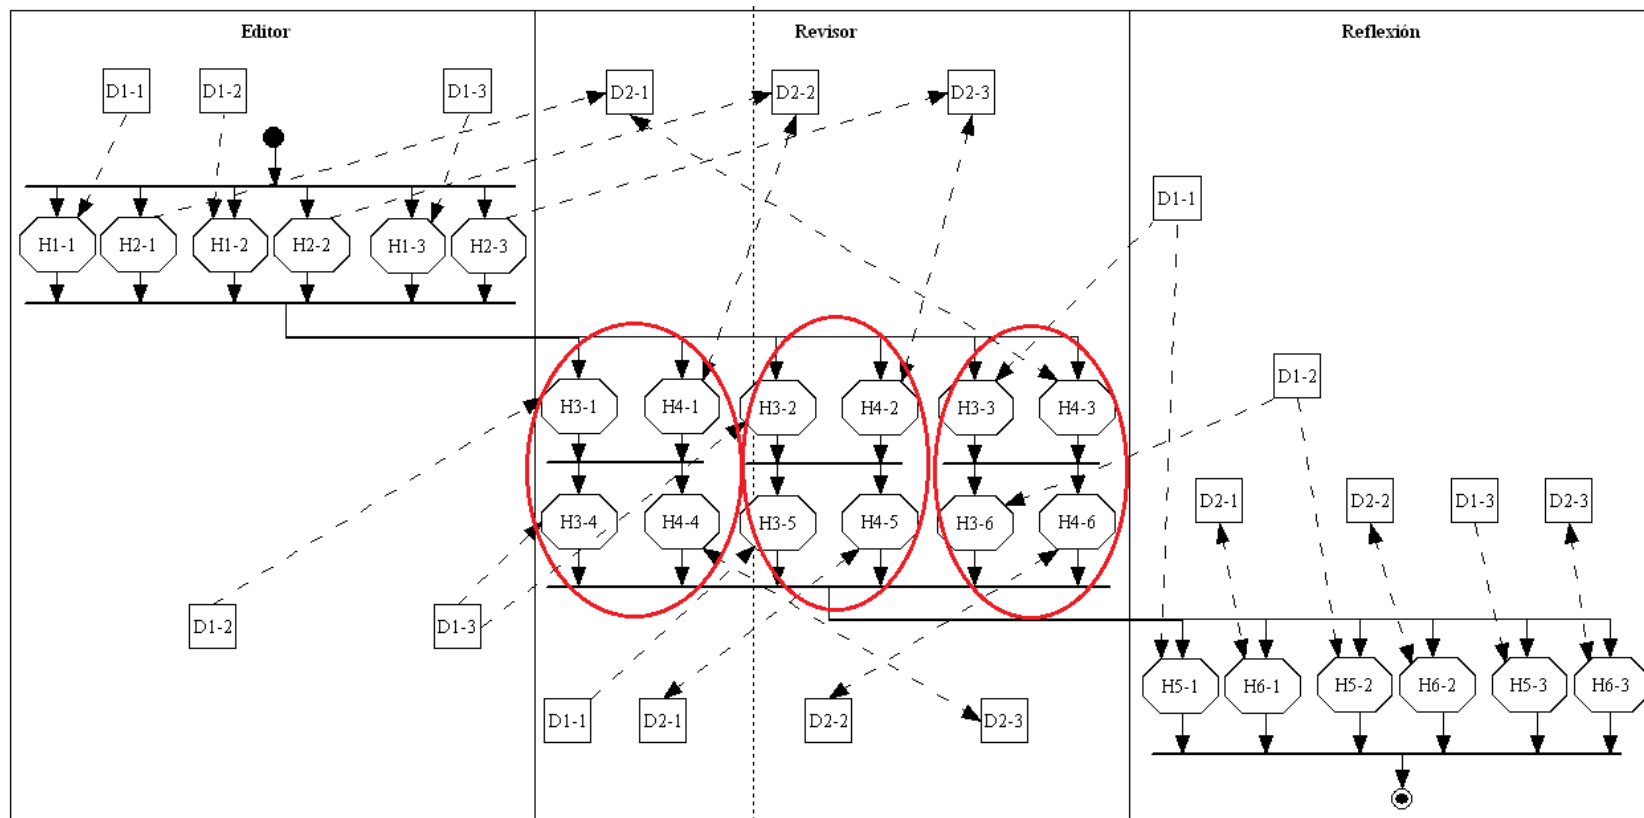 Editor Revisor Reflexión
D1-1 D1-2 D1-3 D2-1 D2-2 D2-3
D1-1
H1-1 H2-1 H1-2 H2-2 H1-3 H2-3
D1-2
H3-1 H4-1 H3-2 H4-2 H3-3 H4-3
D2-1 D2-2 D1-3 D2-3
H3-4 H4-4 H3-5 H4-5 H3-6 H4-6
D1-2 D1-3
H5-1 H6-1 H5-2 H6-2 H5-3 H6-3
D1-1 D2-1 D2-2 D2-3